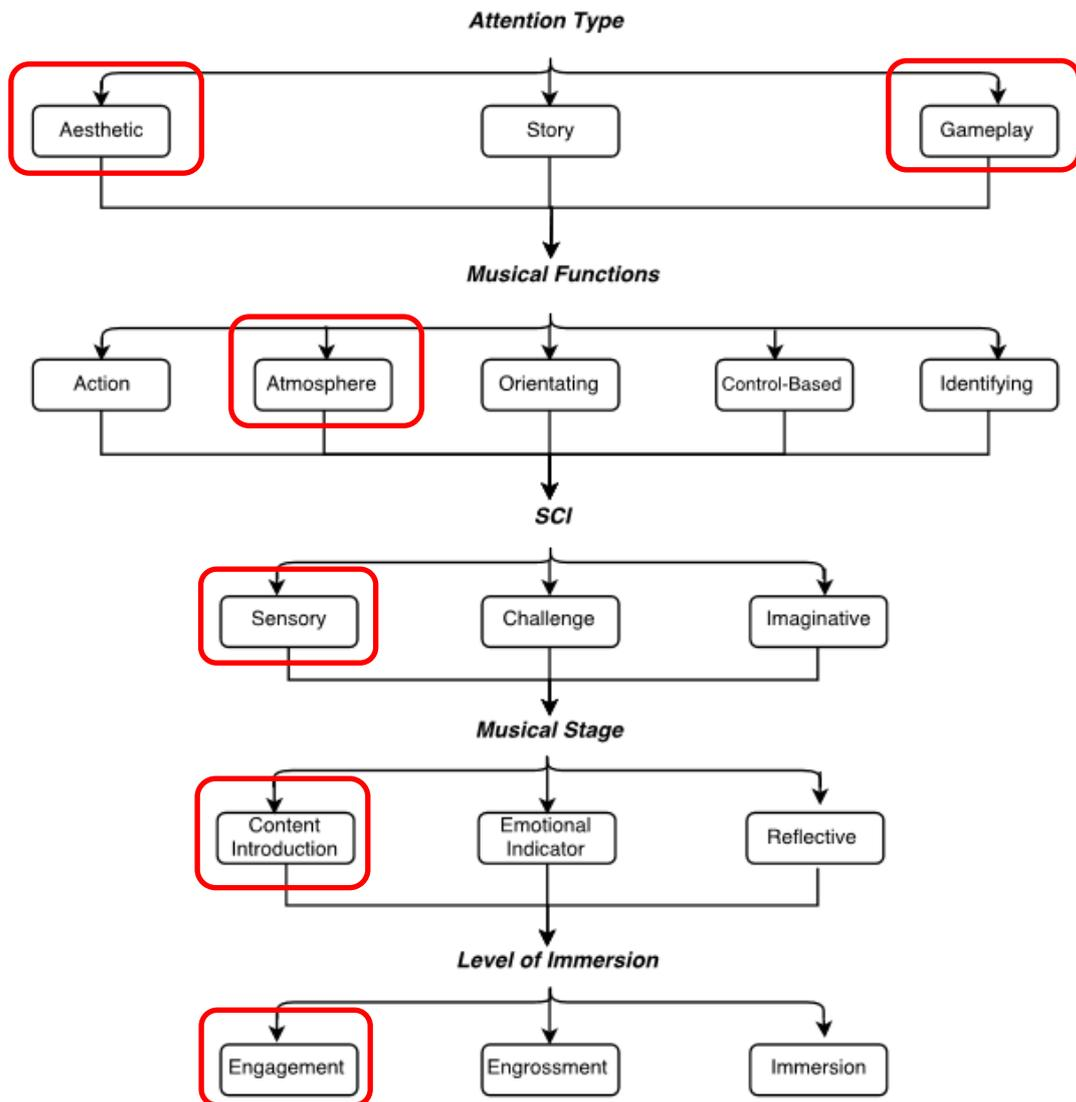 Attention Type
Aesthetic
Story
Gameplay
Musical Functions
Action
Atmosphere
Orientating
Control-Based
Identifying
SCI
Sensory
Challenge
Imaginative
Musical Stage
Content
Introduction
Emotional
Indicator
Reflective
Level of Immersion
Engagement
Engrossment
Immersion